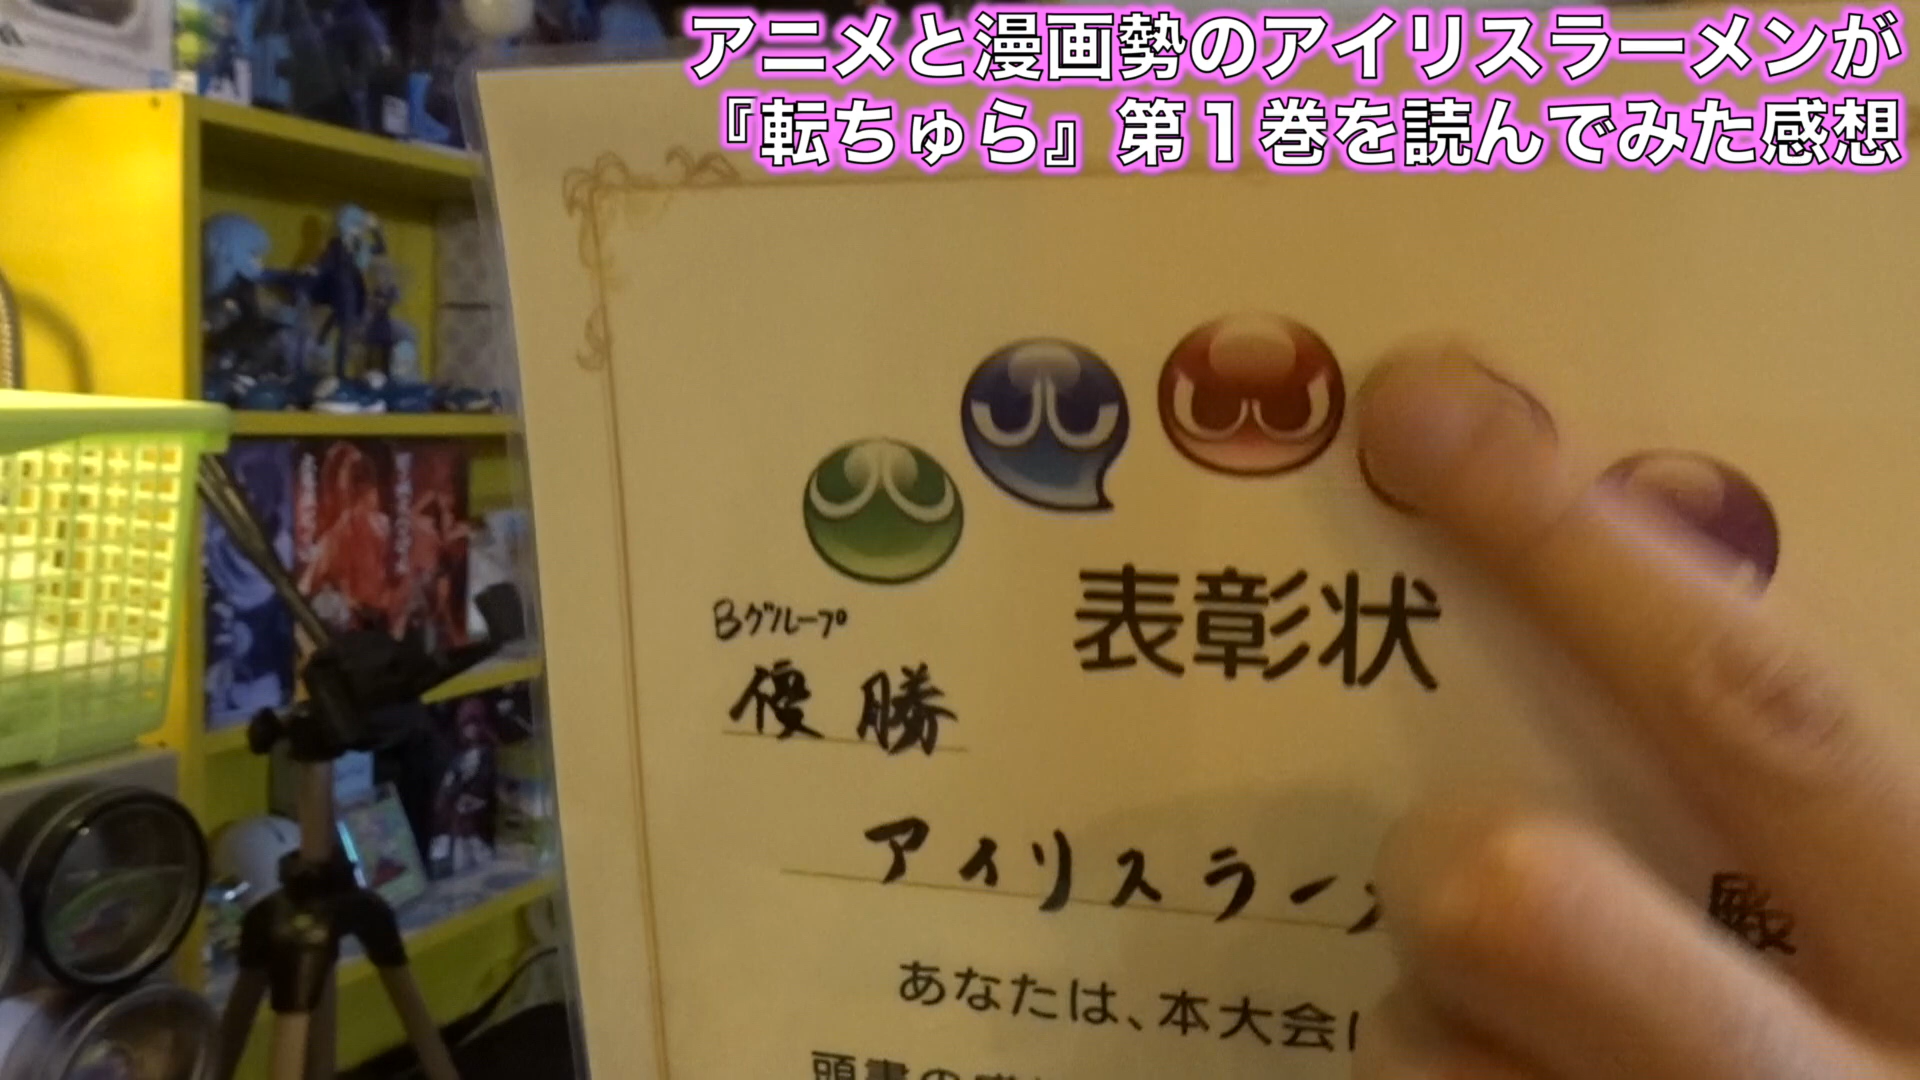 アニメと漫画勢のアイリスラーメンが
『転ちゅら』第１巻を読んでみた感想
Bグループ
優勝
表彰状
アイリスラー
殿
あなたは、本大会